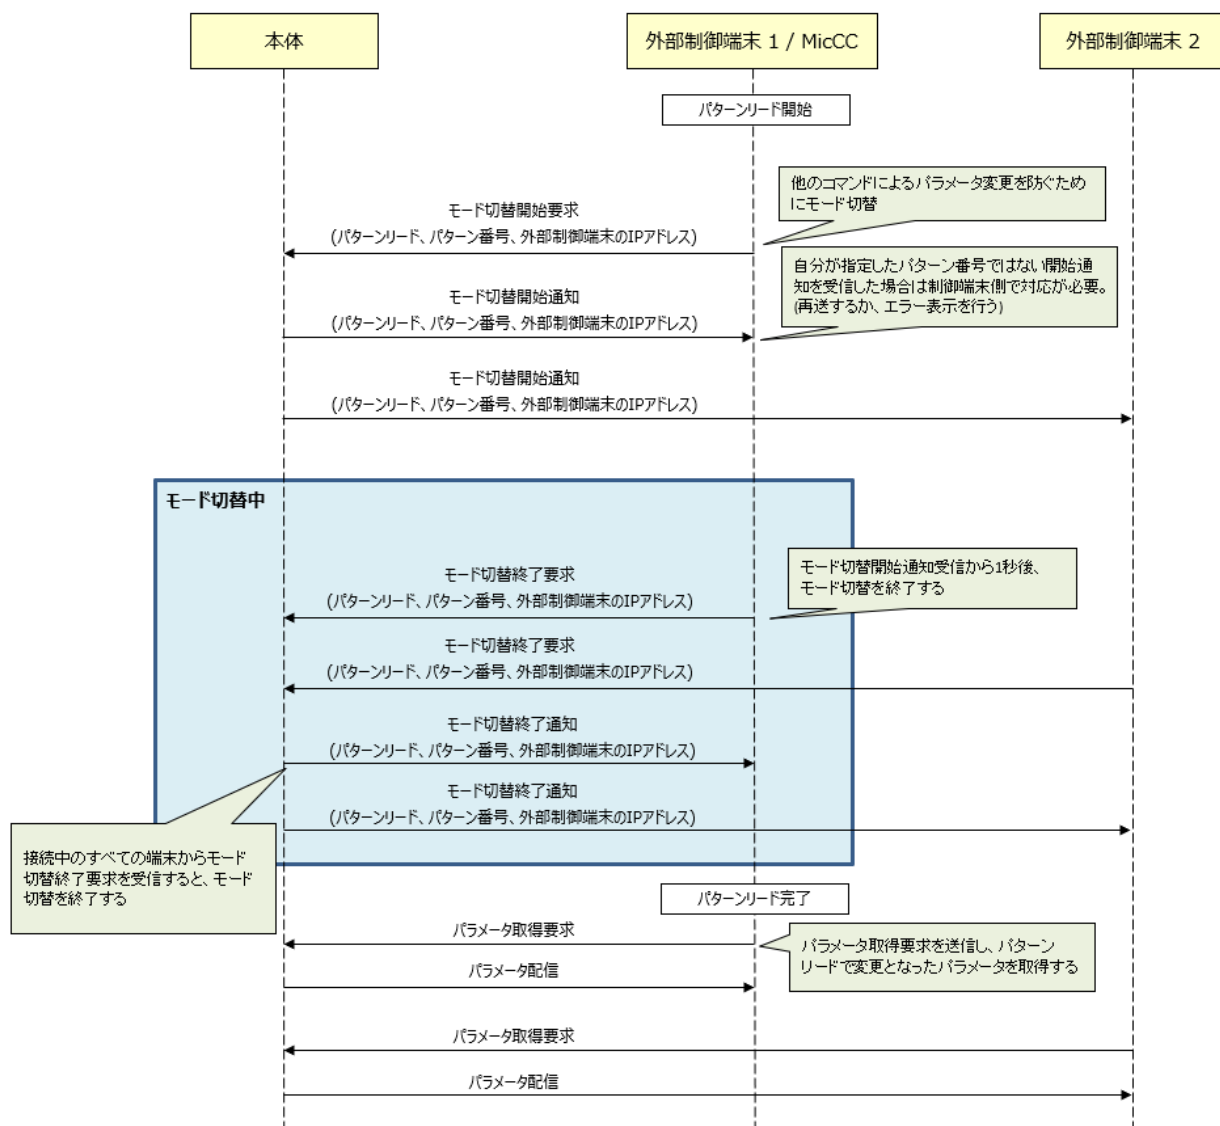 本体
外部制御端末 1 / MicCC
外部制御端末 2
パターンリード開始
他のコマンドによるパラメータ変更を防ぐため
にモード切替
モード切替開始要求
(パターンリード、パターン番号、外部制御端末のIPアドレス)
自分が指定したパターン番号ではない開始通
知を受信した場合は制御端末側で対応が必要。
(再送するか、エラー表示を行う)
モード切替開始通知
(パターンリード、パターン番号、外部制御端末のIPアドレス)
モード切替開始通知
(パターンリード、パターン番号、外部制御端末のIPアドレス)
モード切替中
モード切替開始通知受信から1秒後、
モード切替を終了する
モード切替終了要求
(パターンリード、パターン番号、外部制御端末のIPアドレス)
モード切替終了要求
(パターンリード、パターン番号、外部制御端末のIPアドレス)
モード切替終了通知
(パターンリード、パターン番号、外部制御端末のIPアドレス)
モード切替終了通知
(パターンリード、パターン番号、外部制御端末のIPアドレス)
接続中のすべての端末からモード
切替終了要求を受信すると、モード
切替を終了する
パターンリード完了
パラメータ取得要求
パラメータ取得要求を送信し、パターン
リードで変更となったパラメータを取得する
パラメータ配信
パラメータ取得要求
パラメータ配信